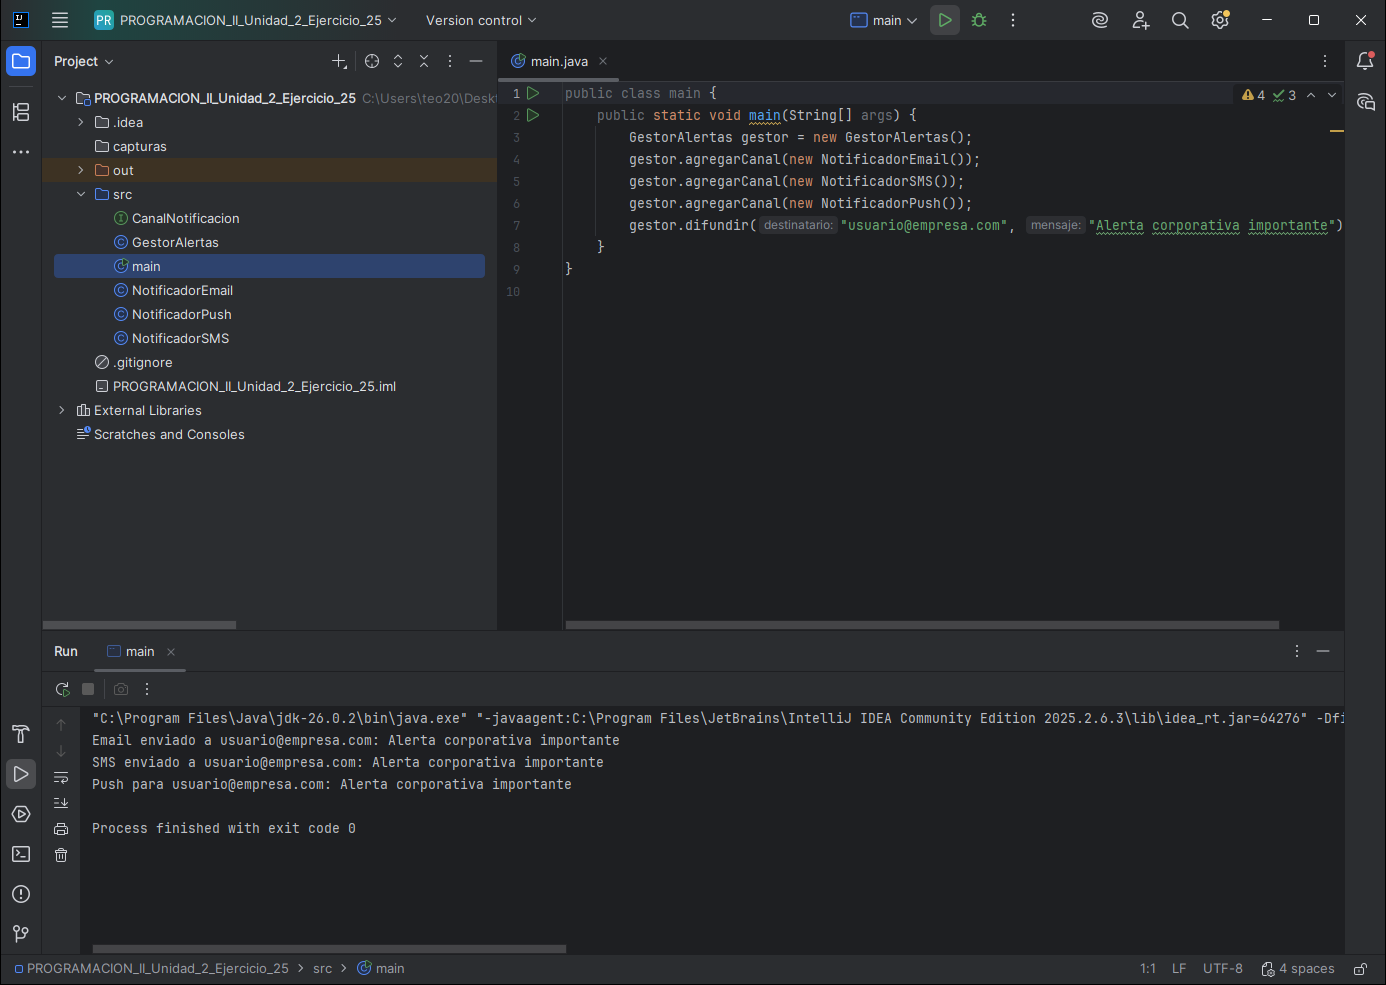 PR PROGRAMACION_II_Unidad_2_Ejercicio_25 Version control main
Project
main.java
PROGRAMACION_II_Unidad_2_Ejercicio_25 C:\Users\teo20\Deskt
.idea
capturas
out
src
CanalNotificacion
GestorAlertas
main
NotificadorEmail
NotificadorPush
NotificadorSMS
.gitignore
PROGRAMACION_II_Unidad_2_Ejercicio_25.iml
External Libraries
Scratches and Consoles
4 3
1 public class main {
2 public static void main(String[] args) {
3 GestorAlertas gestor = new GestorAlertas();
4 gestor.agregarCanal(new NotificadorEmail());
5 gestor.agregarCanal(new NotificadorSMS());
6 gestor.agregarCanal(new NotificadorPush());
7 gestor.difundir( destinatario: "usuario@empresa.com", mensaje: "Alerta corporativa importante")
8 }
9 }
10
Run main
"C:\Program Files\Java\jdk-26.0.2\bin\java.exe" "-javaagent:C:\Program Files\JetBrains\IntelliJ IDEA Community Edition 2025.2.6.3\lib\idea_rt.jar=64276" -Dfi
Email enviado a usuario@empresa.com: Alerta corporativa importante
SMS enviado a usuario@empresa.com: Alerta corporativa importante
Push para usuario@empresa.com: Alerta corporativa importante
Process finished with exit code 0
PROGRAMACION_II_Unidad_2_Ejercicio_25 > src > main
1:1 LF UTF-8 4 spaces